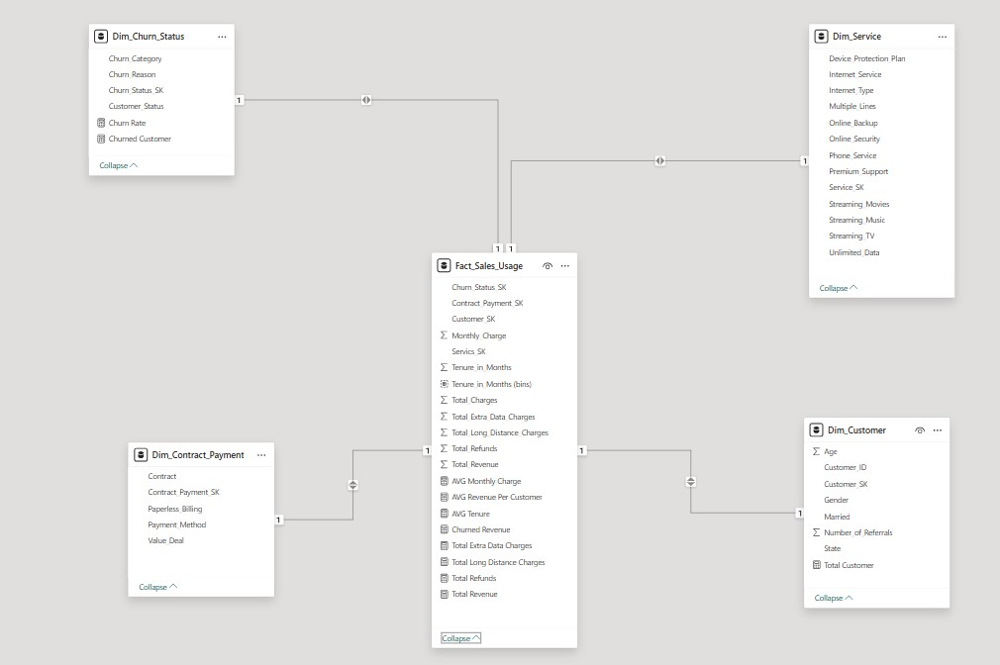 Dim_Churn_Status
Churn_Category
Churn_Reason
Churn_Status_SK
Customer_Status
Churn Rate
Churned Customer
Collapse
1
Dim_Service
Device_Protection_Plan
Internet_Service
Internet_Type
Multiple_Lines
Online_Backup
Online_Security
Phone_Service
Premium_Support
Service_SK
Streaming_Movies
Streaming_Music
Streaming_TV
Unlimited_Data
Collapse
1
1 1
Fact_Sales_Usage
Churn_Status_SK
Contract_Payment_SK
Customer_SK
Monthly_Charge
Servics_SK
Tenure_in_Months
Tenure_in_Months (bins)
Total_Charges
Total_Extra_Data_Charges
Total_Long_Distance_Charges
Total_Refunds
Total_Revenue
AVG Monthly Charge
AVG Revenue Per Customer
AVG Tenure
Churned Revenue
Total Extra Data Charges
Total Long Distance Charges
Total Refunds
Total Revenue
Collapse
1
1
Dim_Contract_Payment
Contract
Contract_Payment_SK
Paperless_Billing
Payment_Method
Value_Deal
Collapse
1
Dim_Customer
Age
Customer_ID
Customer_SK
Gender
Married
Number_of_Referrals
State
Total Customer
Collapse
1